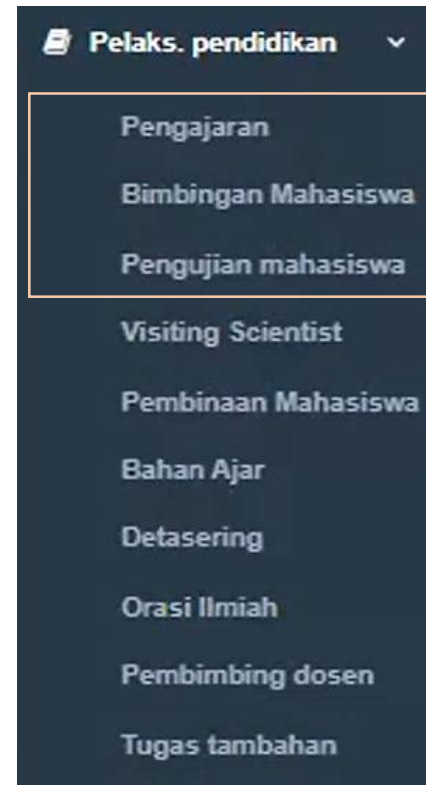 Pelaks. pendidikan
Pengajaran
Bimbingan Mahasiswa
Pengujian mahasiswa
Visiting Scientist
Pembinaan Mahasiswa
Bahan Ajar
Detasering
Orasi Ilmiah
Pembimbing dosen
Tugas tambahan